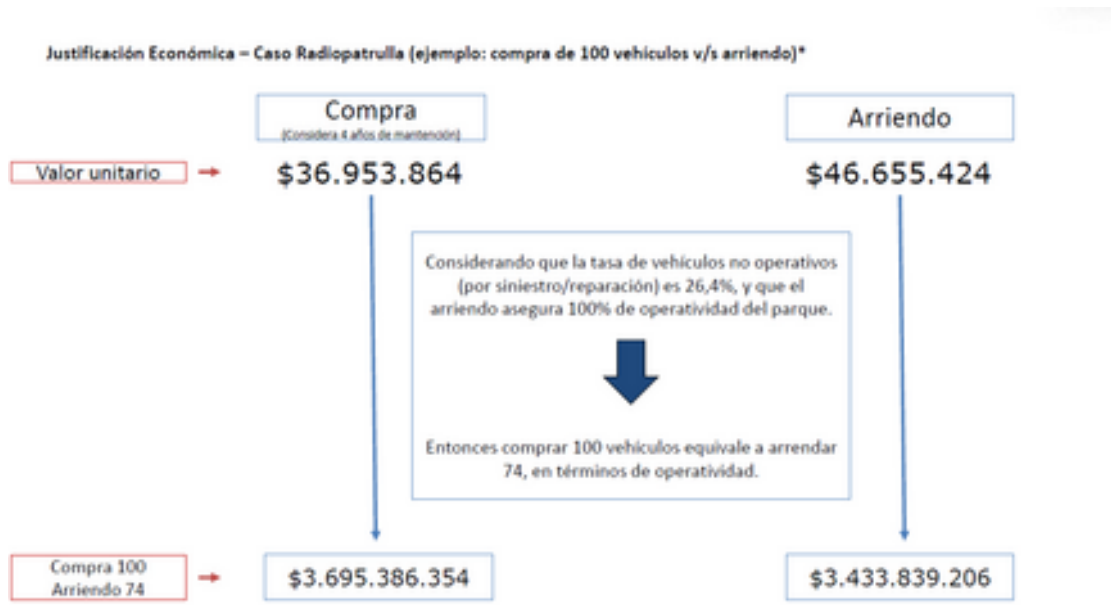 Justificación Económica – Caso Radiopatrulla (ejemplo: compra de 100 vehículos v/s arriendo)*
Compra
(Considera 4 años de mantención)
Arriendo
Valor unitario
$36.953.864
$46.655.424
Considerando que la tasa de vehículos no operativos
(por siniestro/reparación) es 26,4%, y que el
arriendo asegura 100% de operatividad del parque.
Entonces comprar 100 vehículos equivale a arrendar
74, en términos de operatividad.
Compra 100
Arriendo 74
$3.695.386.354
$3.433.839.206